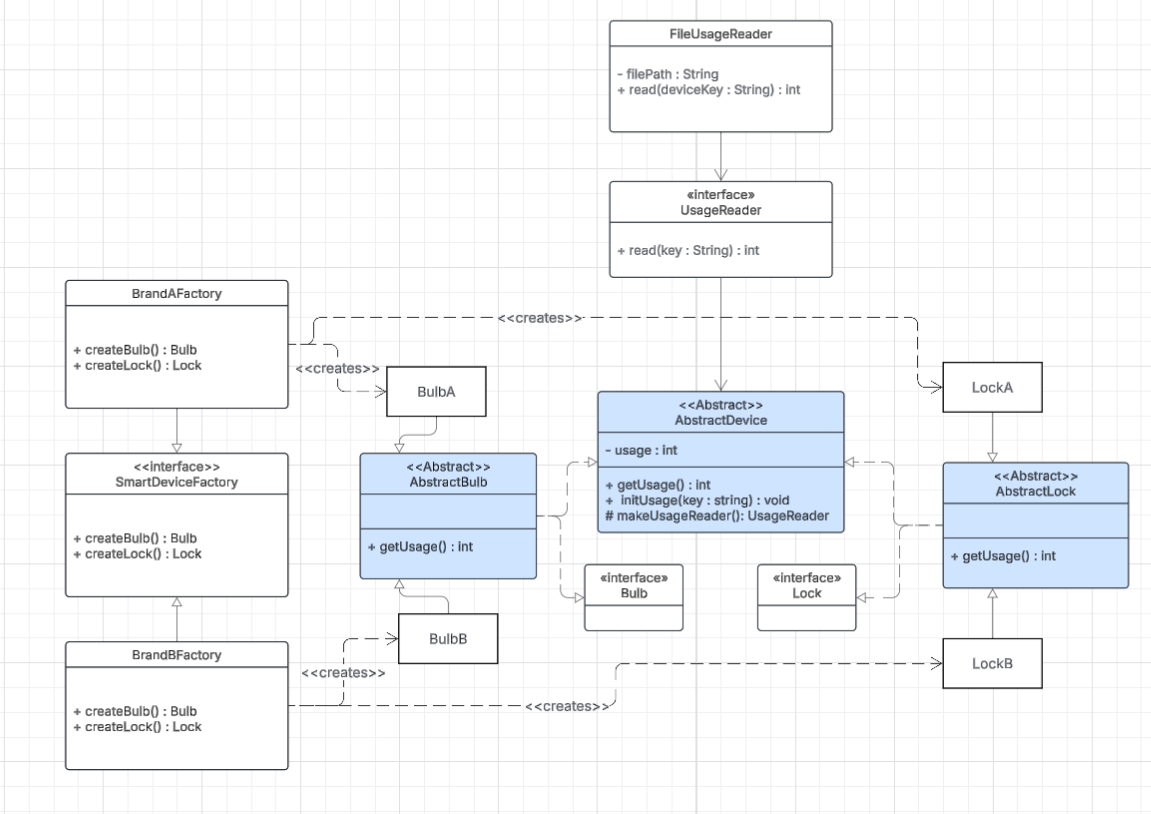 FileUsageReader
- filePath : String
+ read(deviceKey : String) : int
«interface»
UsageReader
+ read(key : String) : int
BrandAFactory
+ createBulb() : Bulb
+ createLock() : Lock
<<creates>>
<<creates>>
BulbA
LockA
<<interface>>
SmartDeviceFactory
+ createBulb() : Bulb
+ createLock() : Lock
<<Abstract>>
AbstractBulb
+ getUsage() : int
<<Abstract>>
AbstractDevice
- usage : int
+ getUsage() : int
+  initUsage(key : string) : void
# makeUsageReader(): UsageReader
<<Abstract>>
AbstractLock
+ getUsage() : int
«interface»
Bulb
«interface»
Lock
BulbB
LockB
BrandBFactory
+ createBulb() : Bulb
+ createLock() : Lock
<<creates>>
<<creates>>